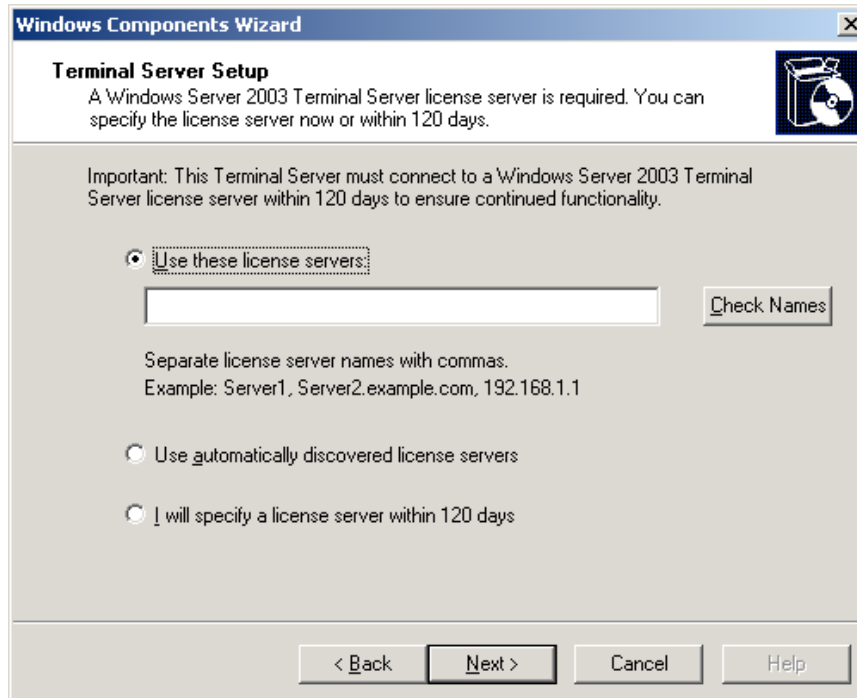 Windows Components Wizard
Terminal Server Setup
A Windows Server 2003 Terminal Server license server is required. You can
specify the license server now or within 120 days.
Important: This Terminal Server must connect to a Windows Server 2003 Terminal
Server license server within 120 days to ensure continued functionality.
Use these license servers:
Check Names
Separate license server names with commas.
Example: Server1, Server2.example.com, 192.168.1.1
Use automatically discovered license servers
I will specify a license server within 120 days
< Back Next > Cancel Help